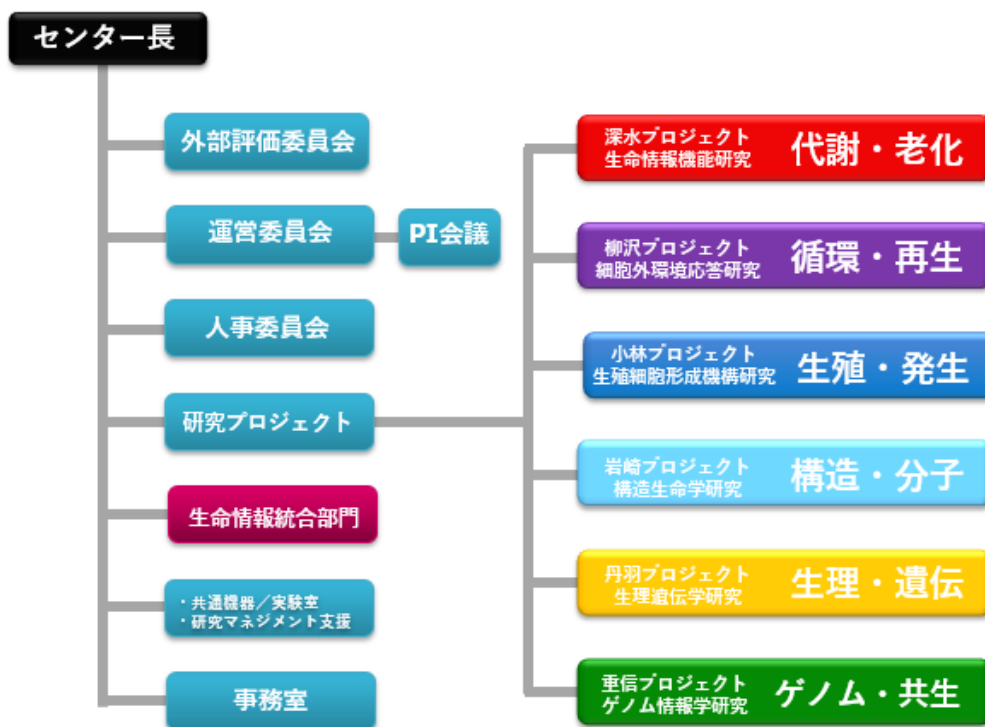 センター長
外部評価委員会
運営委員会
PI会議
人事委員会
研究プロジェクト
生命情報統合部門
・共通機器／実験室
・研究マネジメント支援
事務室
深水プロジェクト
生命情報機能研究
代謝・老化
柳沢プロジェクト
細胞外環境応答研究
循環・再生
小林プロジェクト
生殖細胞形成機構研究
生殖・発生
岩崎プロジェクト
構造生命学研究
構造・分子
丹羽プロジェクト
生理遺伝学研究
生理・遺伝
重信プロジェクト
ゲノム情報学研究
ゲノム・共生